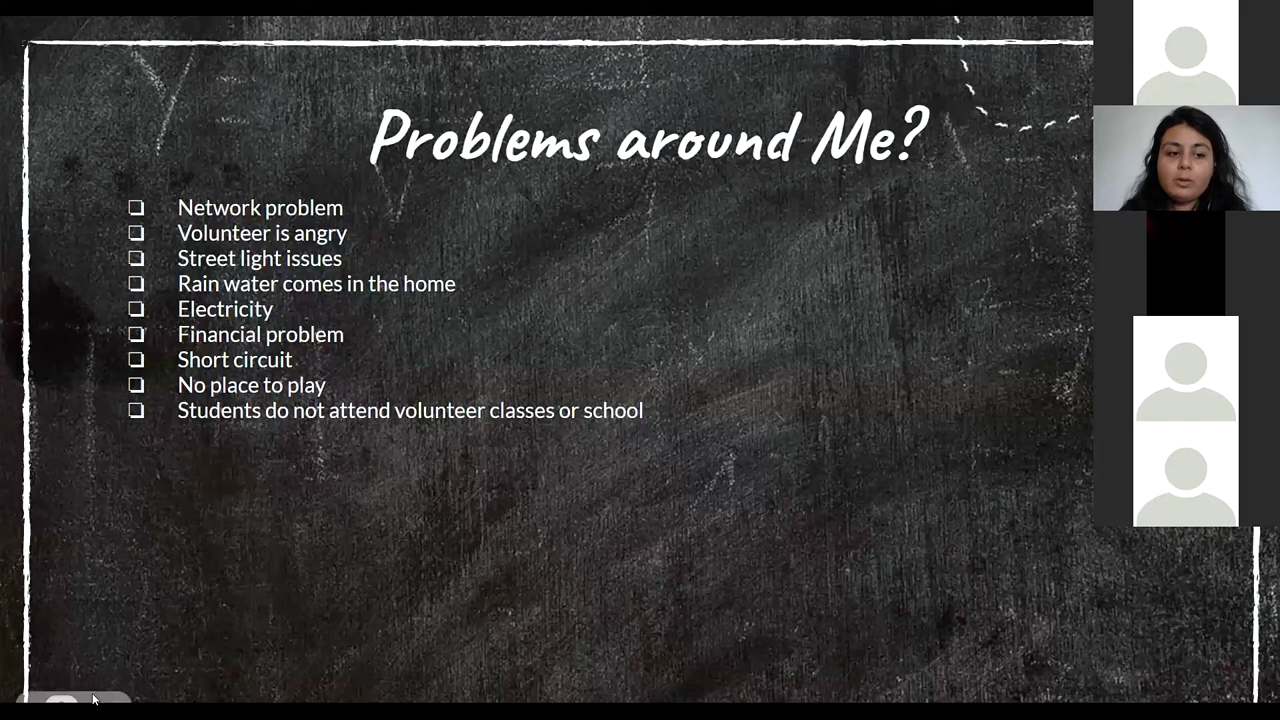 Problems around Me?
❏ Network problem
❏ Volunteer is angry
❏ Street light issues
❏ Rain water comes in the home
❏ Electricity
❏ Financial problem
❏ Short circuit
❏ No place to play
❏ Students do not attend volunteer classes or school